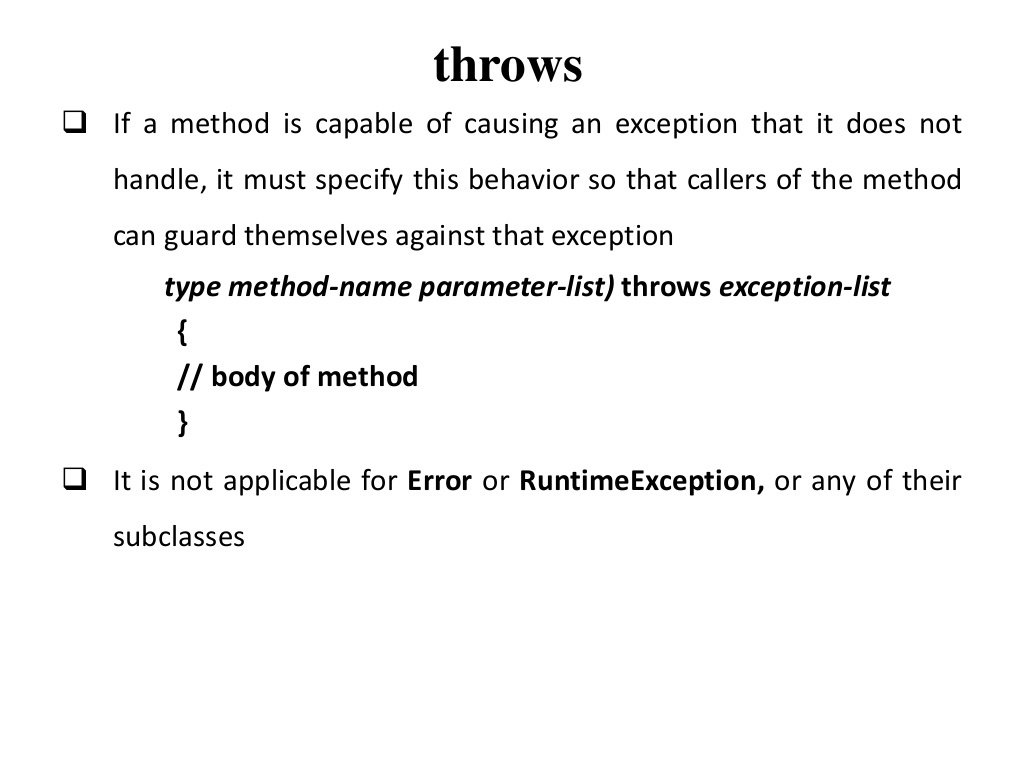 throws
❑ If a method is capable of causing an exception that it does not
handle, it must specify this behavior so that callers of the method
can guard themselves against that exception
type method-name parameter-list) throws exception-list
{
// body of method
}
❑ It is not applicable for Error or RuntimeException, or any of their
subclasses